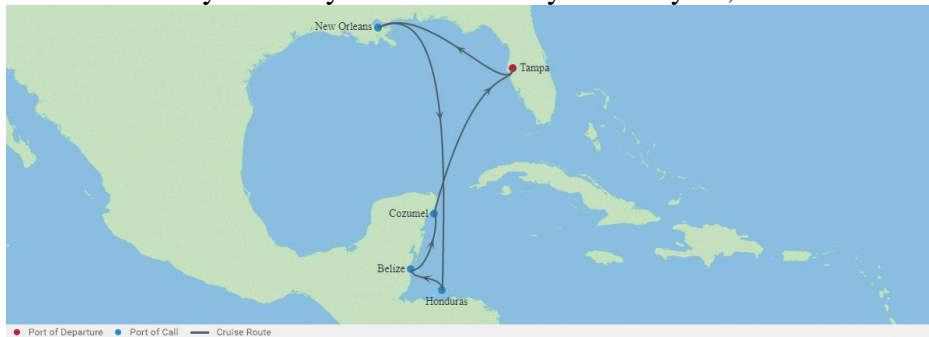 New Orleans
Tampa
Cozumel
Belize
Honduras
Port of Departure Port of Call Cruise Route